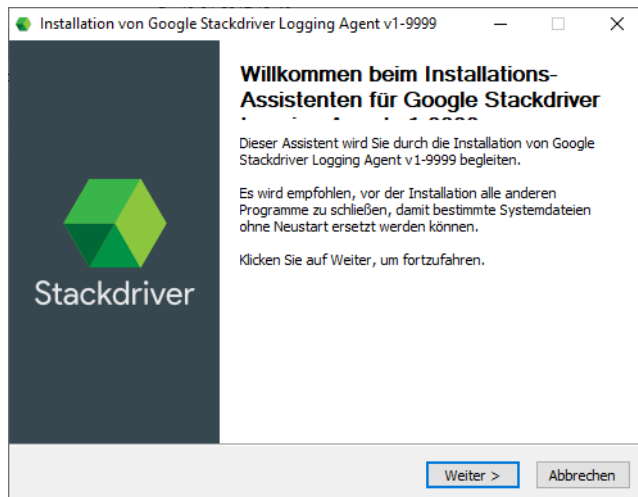 Installation von Google Stackdriver Logging Agent v1-9999
Willkommen beim Installations-
Assistenten für Google Stackdriver
Dieser Assistent wird Sie durch die Installation von Google
Stackdriver Logging Agent v1-9999 begleiten.
Es wird empfohlen, vor der Installation alle anderen
Programme zu schließen, damit bestimmte Systemdateien
ohne Neustart ersetzt werden können.
Klicken Sie auf Weiter, um fortzufahren.
Stackdriver
Weiter >
Abbrechen